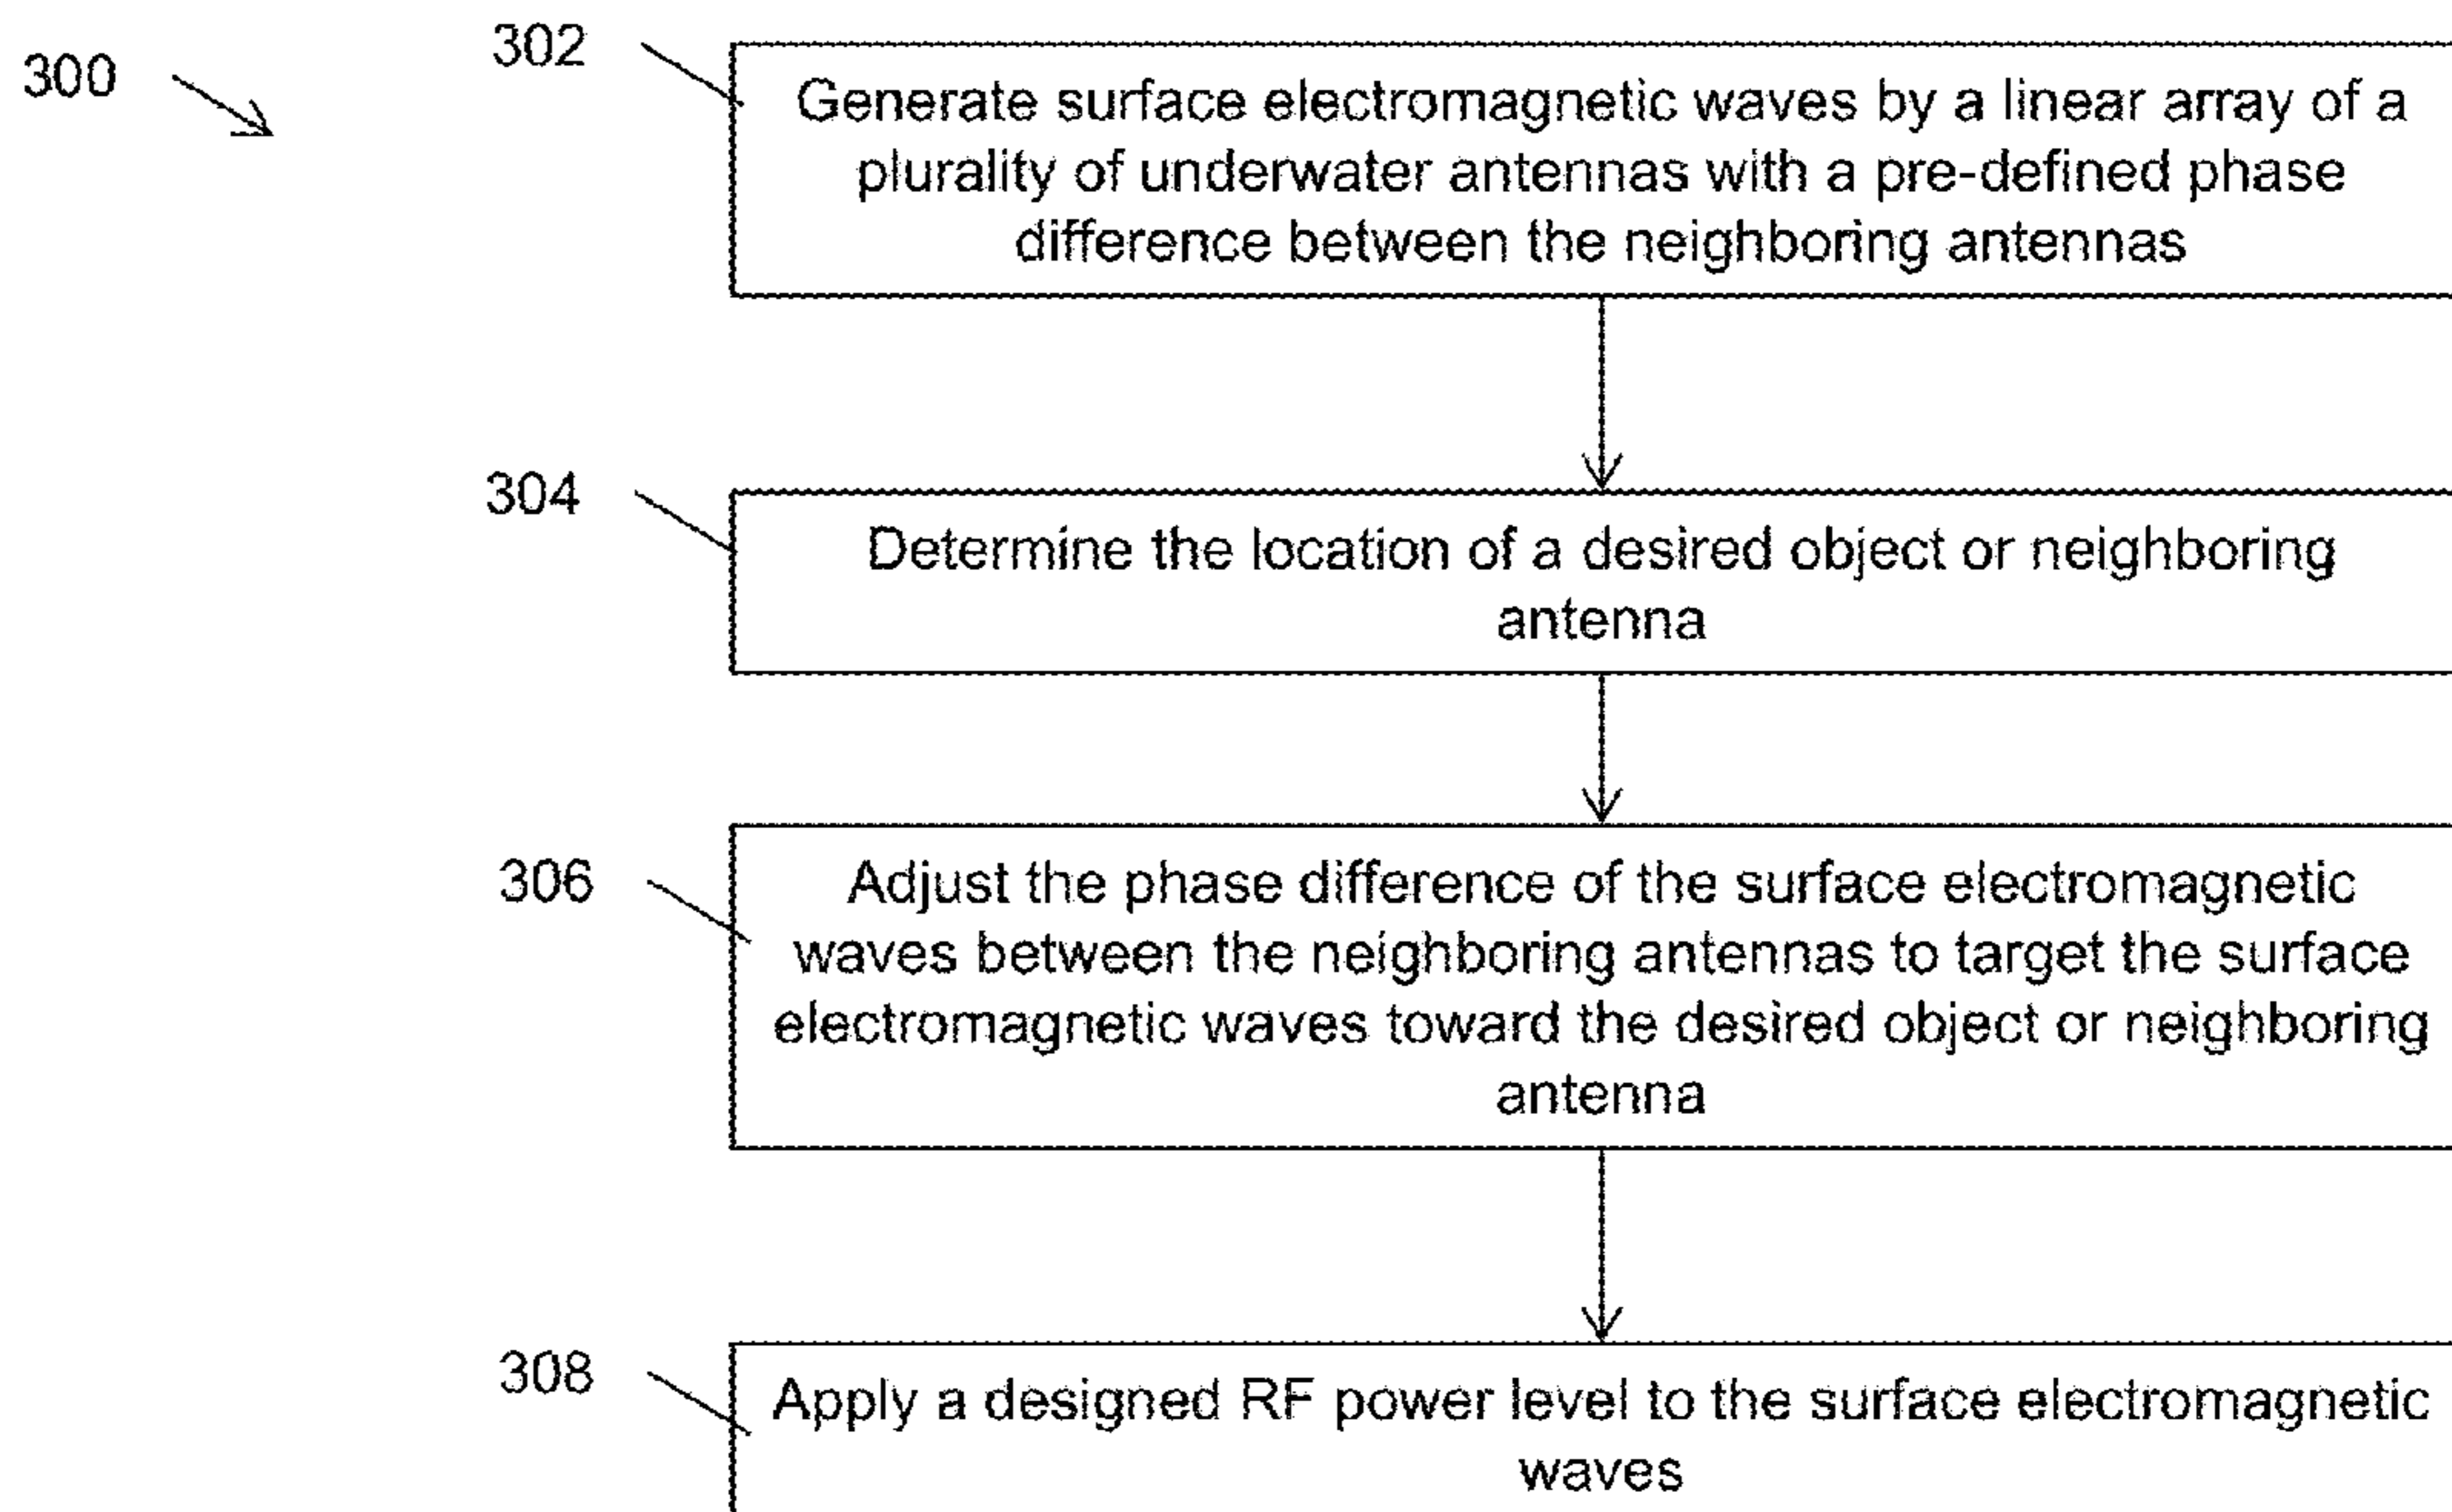 300
302
Generate surface electromagnetic waves by a linear array of a
plurality of underwater antennas with a pre-defined phase
difference between the neighboring antennas
304
Determine the location of a desired object or neighboring
antenna
306
Adjust the phase difference of the surface electromagnetic
waves between the neighboring antennas to target the surface
electromagnetic waves toward the desired object or neighboring
antenna
308
Apply a designed RF power level to the surface electromagnetic
waves